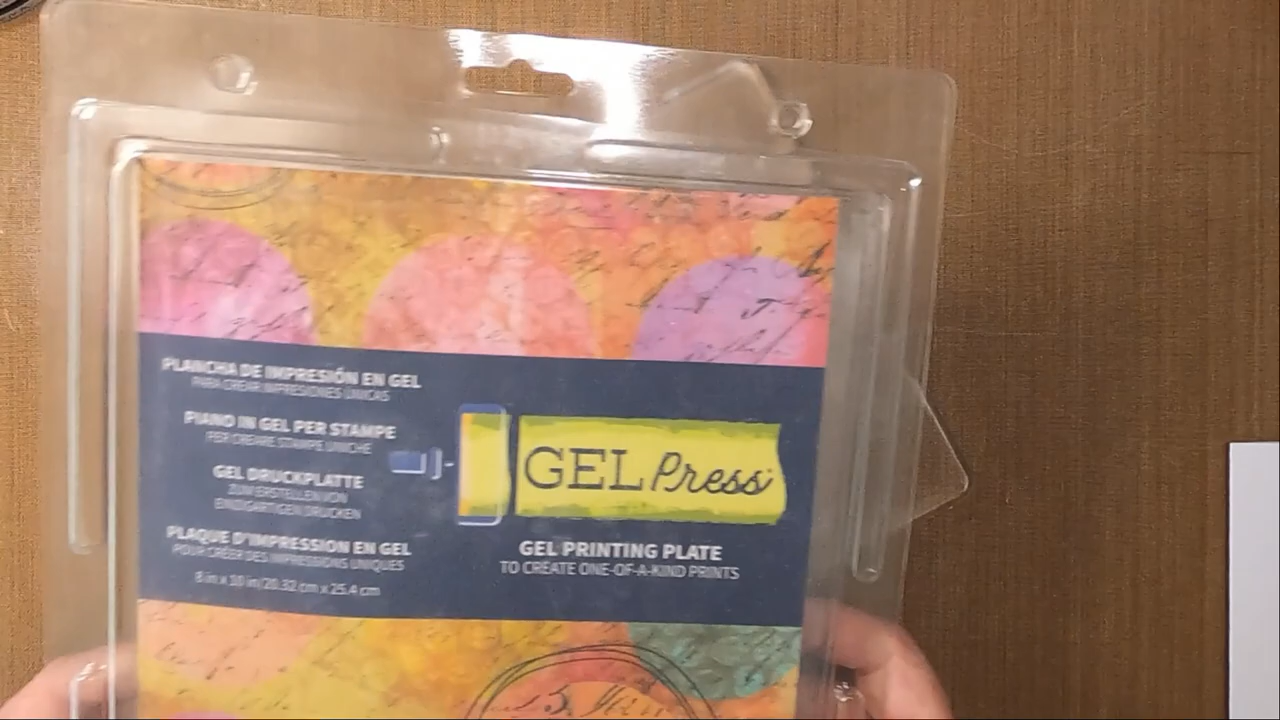 PLANCHA DE IMPRESIÓN EN GEL
PARA CREAR IMPRESIONES ÚNICAS
PIANO IN GEL PER STAMPE
PER CREARE STAMPE UNICHE
GEL DRUCKPLATTE
ZUM ERSTELLEN VON
EINZIGARTIGEN DRUCKEN
PLAQUE D'IMPRESSION EN GEL
POUR CRÉER DES IMPRESSIONS UNIQUES
8 in x 10 in/20.32 cm x 25.4 cm
GEL Press
GEL PRINTING PLATE
TO CREATE ONE-OF-A-KIND PRINTS